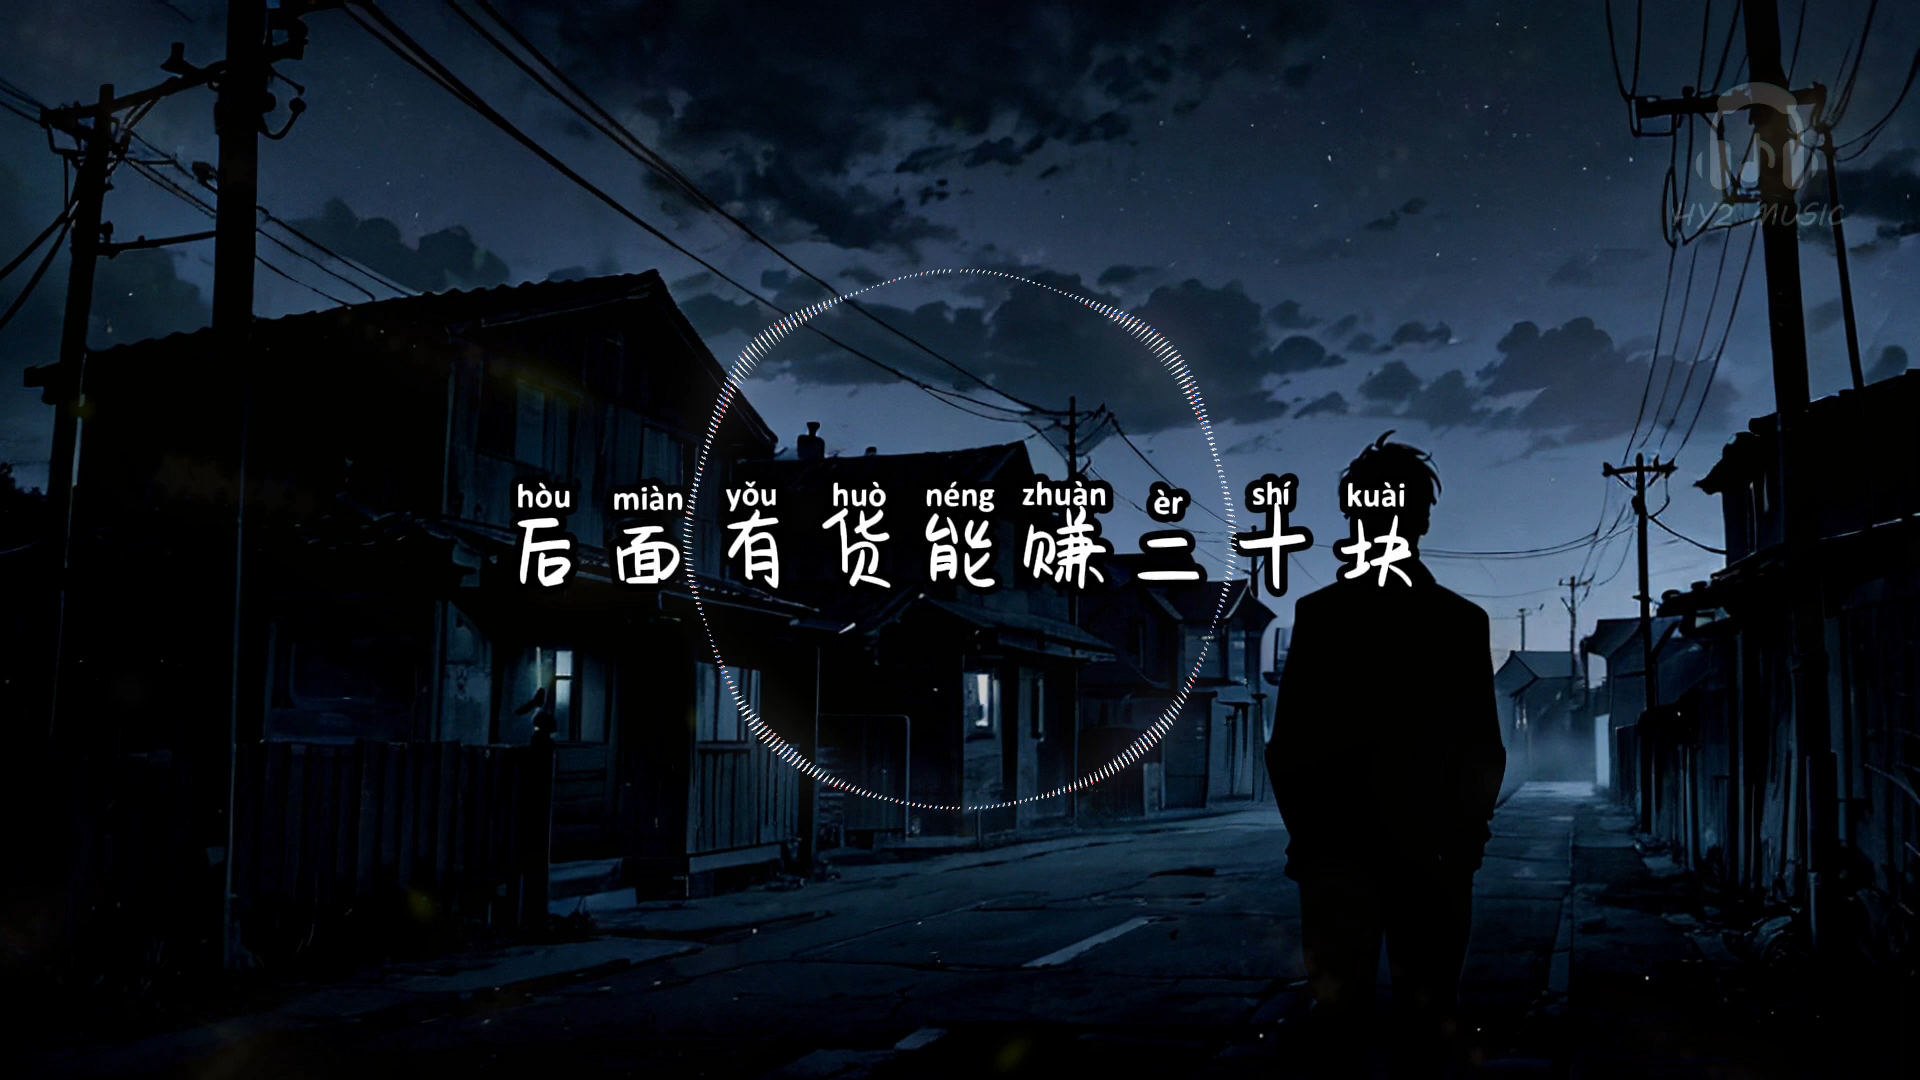 HY2 MUSIC
hòu miàn yǒu huò néng zhuàn èr shí kuài
后面有货能赚二十块